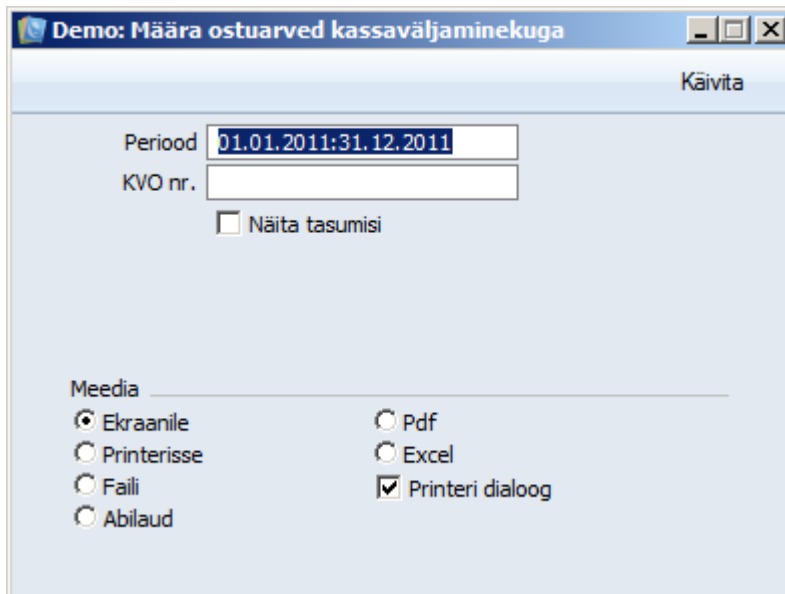 Demo: Määra ostuarved kassaväljaminekuga
Käivita
Periood 01.01.2011:31.12.2011
KVO nr.
Näita tasumisi
Meedia
Ekraanile Pdf
Printerisse Excel
Faili Printeri dialoog
Abilaud